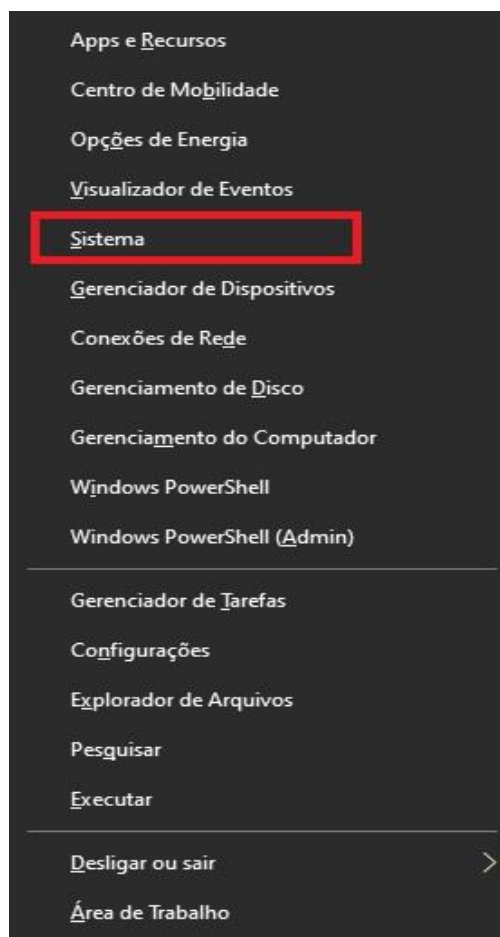 Apps e Recursos
Centro de Mobilidade
Opções de Energia
Visualizador de Eventos
Sistema
Gerenciador de Dispositivos
Conexões de Rede
Gerenciamento de Disco
Gerenciamento do Computador
Windows PowerShell
Windows PowerShell (Admin)
Gerenciador de Tarefas
Configurações
Explorador de Arquivos
Pesquisar
Executar
Desligar ou sair
Área de Trabalho